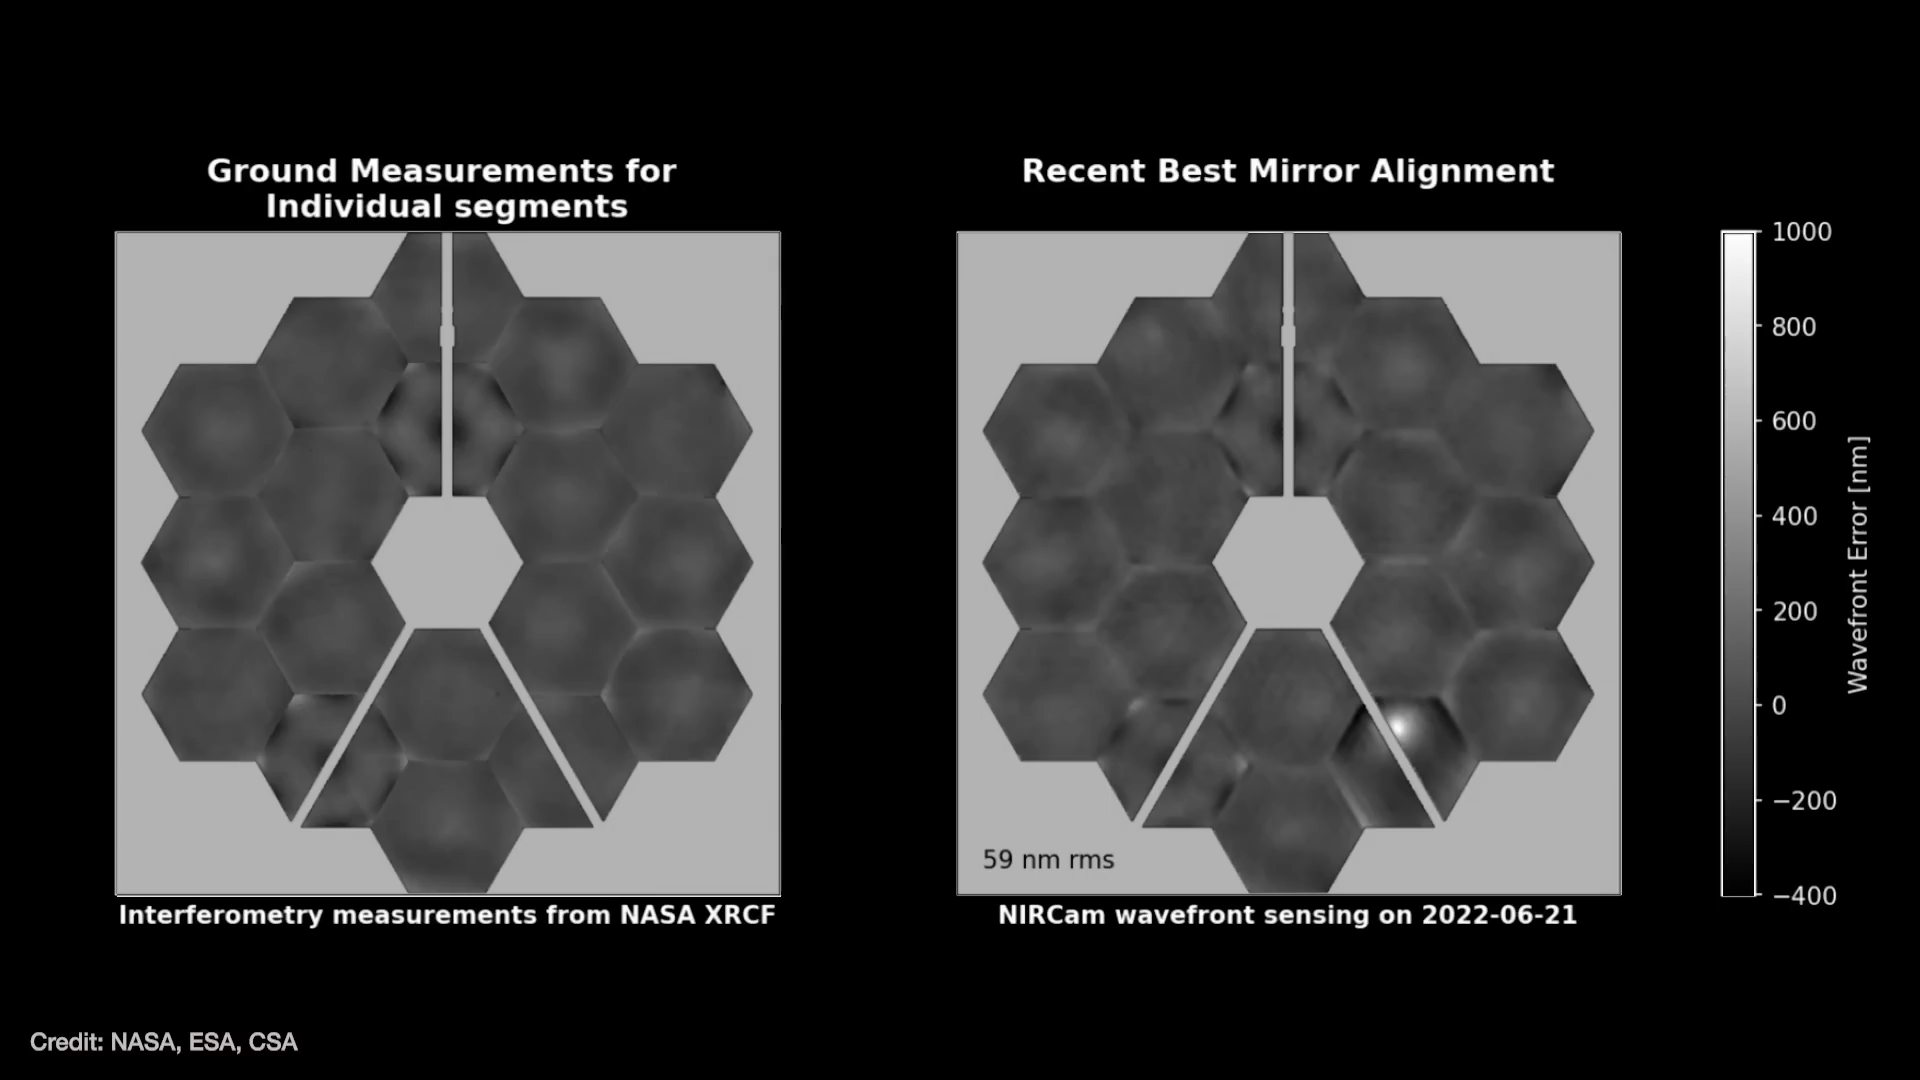 Ground Measurements for
Individual segments
Recent Best Mirror Alignment
1000
800
600
400
200
0
−200
−400
Wavefront Error [nm]
59 nm rms
Interferometry measurements from NASA XRCF
NIRCam wavefront sensing on 2022-06-21
Credit: NASA, ESA, CSA